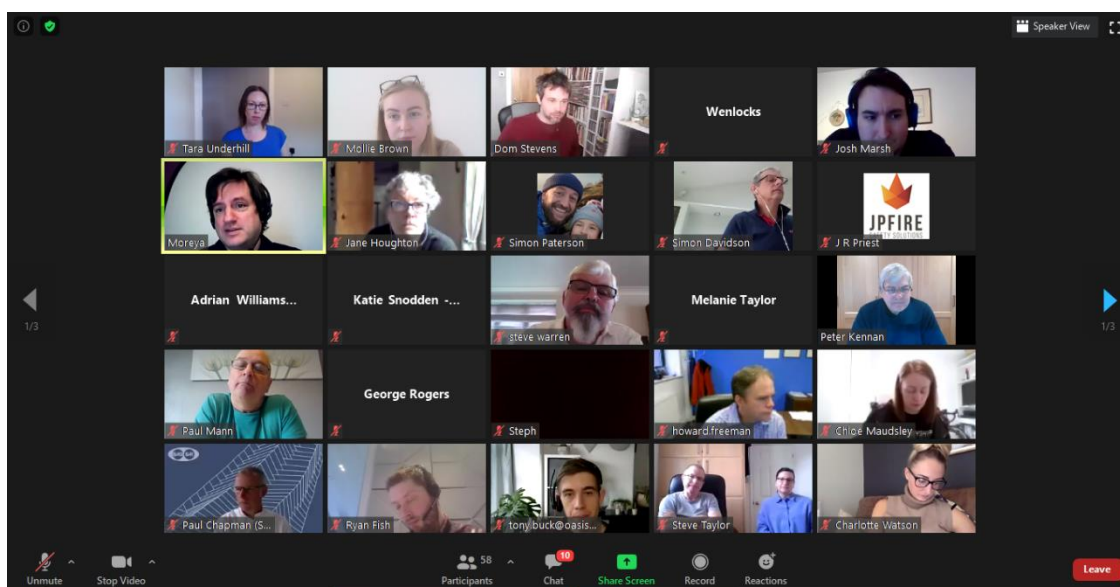 Speaker View
Tara Underhill
Mollie Brown
Dom Stevens
Wenlocks
Josh Marsh
Moreya
Jane Houghton
Simon Paterson
Simon Davidson
JPFIRE
SAFETY SOLUTIONS
J R Priest
1/3
Adrian Williams...
Katie Snodden -...
steve warren
Melanie Taylor
Peter Kennan
1/3
Paul Mann
George Rogers
Steph
howard.freeman
Chloe Maudsley
Paul Chapman (S...
Ryan Fish
tony.buck@oasis...
Steve Taylor
Charlotte Watson
Unmute
Stop Video
58
Participants
10
Chat
Share Screen
Record
Reactions
Leave